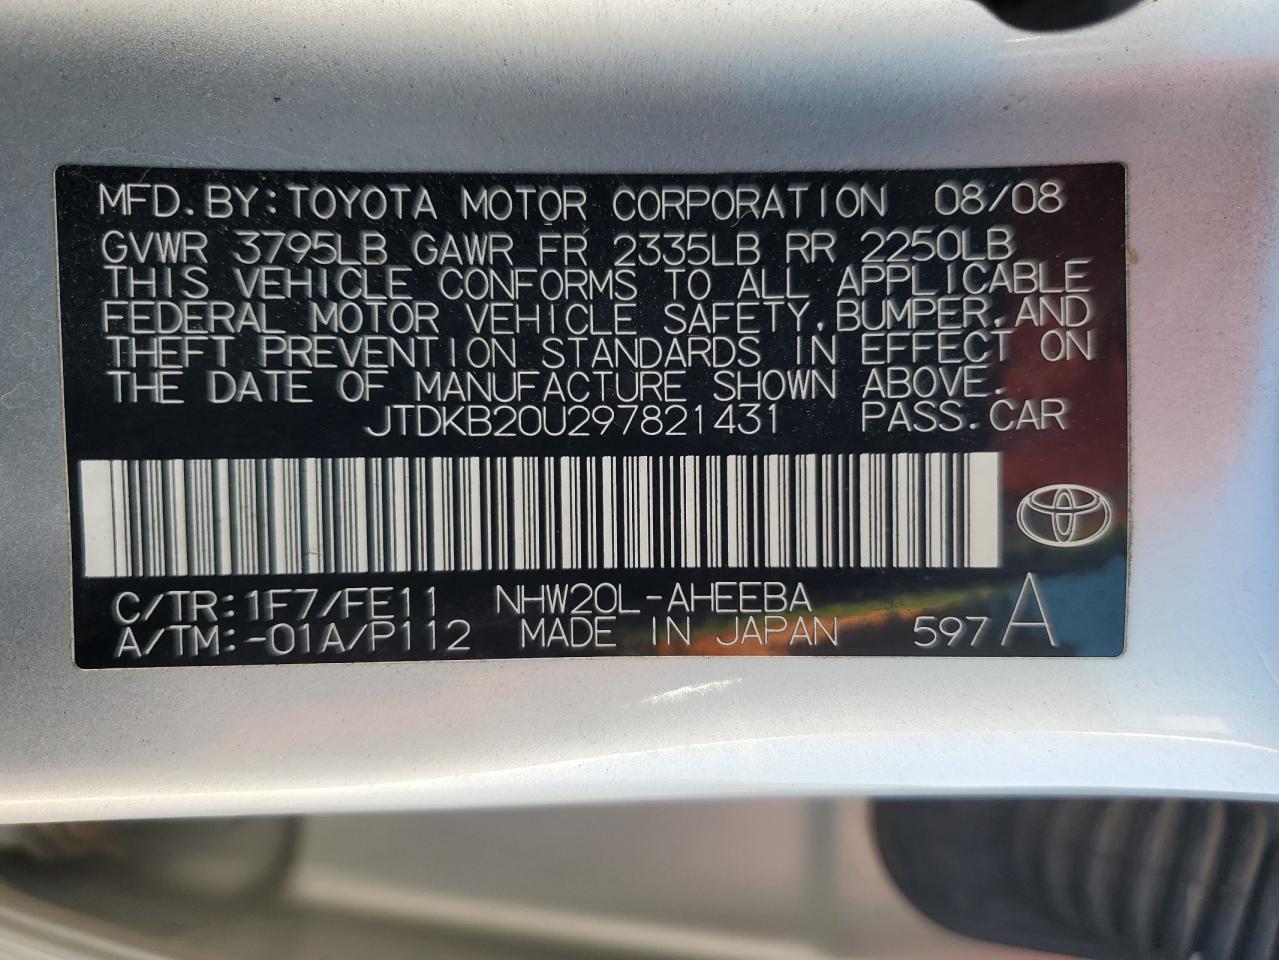 MFD.BY:TOYOTA MOTOR CORPORATION 08/08
GVWR 3795LB GAWR FR 2335LB RR 2250LB
THIS VEHICLE CONFORMS TO ALL APPLICABLE
FEDERAL MOTOR VEHICLE SAFETY,BUMPER,AND
THEFT PREVENTION STANDARDS IN EFFECT ON
THE DATE OF MANUFACTURE SHOWN ABOVE.
JTDKB20U297821431 PASS.CAR
C/TR:1F7/FE11 NHW20L-AHEEBA
A/TM:-01A/P112 MADE IN JAPAN 597 A